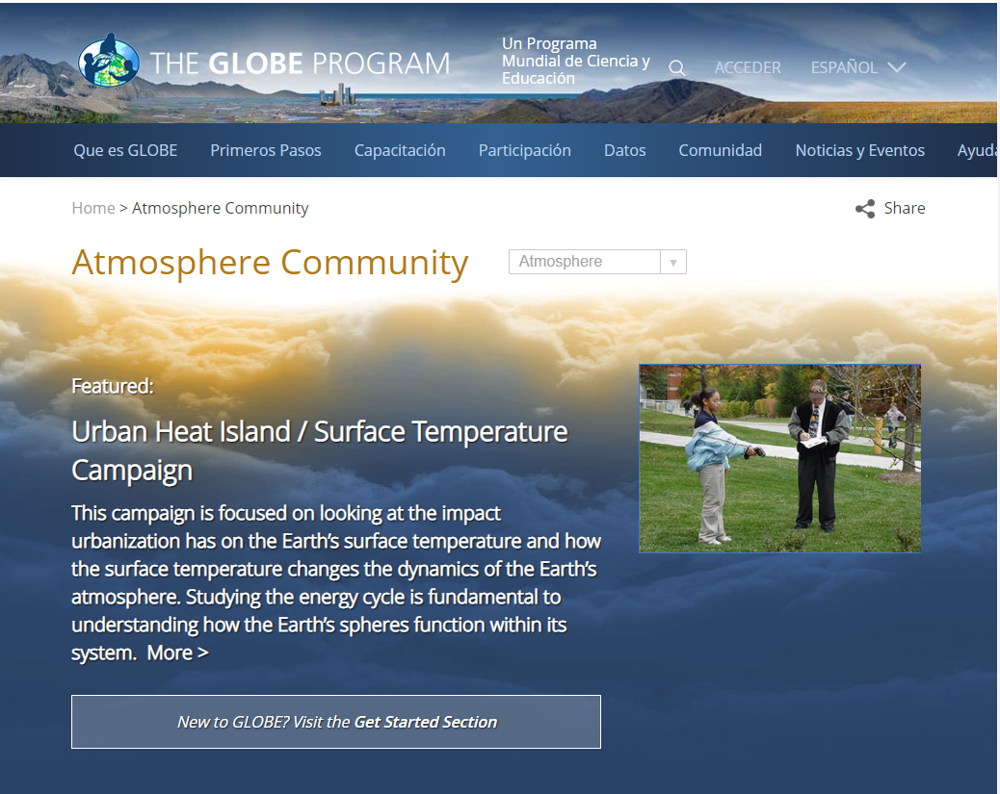 THE GLOBE PROGRAM
Un Programa
Mundial de Ciencia y
Educación
ACCEDER
ESPAÑOL
Que es GLOBE
Primeros Pasos
Capacitación
Participación
Datos
Comunidad
Noticias y Eventos
Ayuda
Home > Atmosphere Community
Share
Atmosphere Community
Atmosphere
Featured:
Urban Heat Island / Surface Temperature
Campaign
This campaign is focused on looking at the impact
urbanization has on the Earth’s surface temperature and how
the surface temperature changes the dynamics of the Earth’s
atmosphere. Studying the energy cycle is fundamental to
understanding how the Earth’s spheres function within its
system. More >
New to GLOBE? Visit the Get Started Section